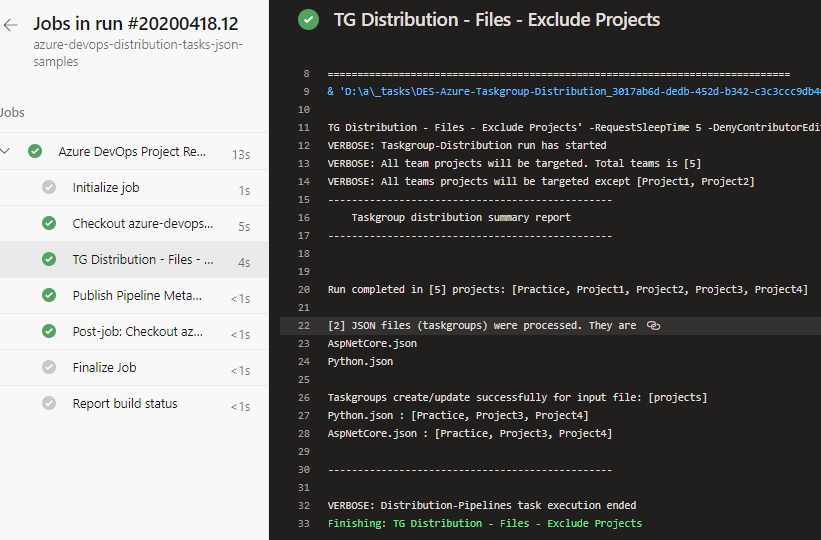 Jobs in run #20200418.12
azure-devops-distribution-tasks-json-
samples
Jobs
Azure DevOps Project Re... 13s
Initialize job 1s
Checkout azure-devops... 5s
TG Distribution - Files - ... 4s
Publish Pipeline Meta... <1s
Post-job: Checkout az... <1s
Finalize Job <1s
Report build status <1s
TG Distribution - Files - Exclude Projects
8 ==========================================================================
9 & 'D:\a\_tasks\DES-Azure-Taskgroup-Distribution_3017ab6d-dedb-452d-b342-c3c3ccc9db4
10
11 TG Distribution - Files - Exclude Projects' -RequestSleepTime 5 -DenyContributorEdi
12 VERBOSE: Taskgroup-Distribution run has started
13 VERBOSE: All team projects will be targeted. Total teams is [5]
14 VERBOSE: All teams projects will be targeted except [Project1, Project2]
15 ----------------------------------------------
16 Taskgroup distribution summary report
17 ----------------------------------------------
18
19
20 Run completed in [5] projects: [Practice, Project1, Project2, Project3, Project4]
21
22 [2] JSON files (taskgroups) were processed. They are
23 AspNetCore.json
24 Python.json
25
26 Taskgroups create/update successfully for input file: [projects]
27 Python.json : [Practice, Project3, Project4]
28 AspNetCore.json : [Practice, Project3, Project4]
29
30 ----------------------------------------------
31
32 VERBOSE: Distribution-Pipelines task execution ended
33 Finishing: TG Distribution - Files - Exclude Projects